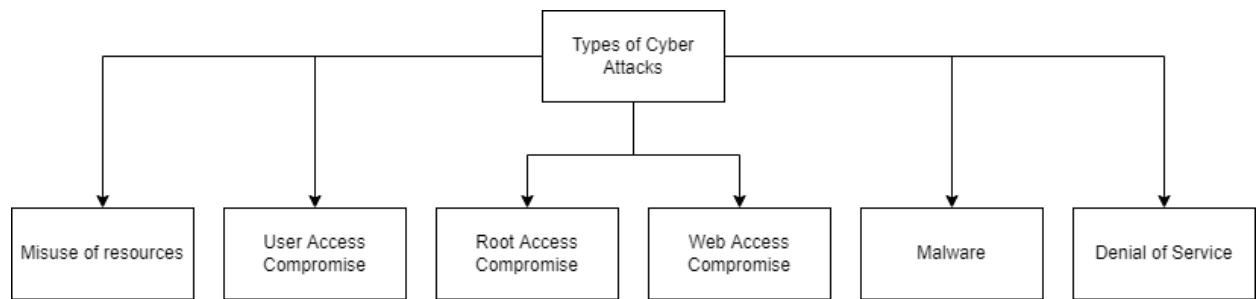 Types of Cyber
Attacks
Misuse of resources
User Access
Compromise
Root Access
Compromise
Web Access
Compromise
Malware
Denial of Service